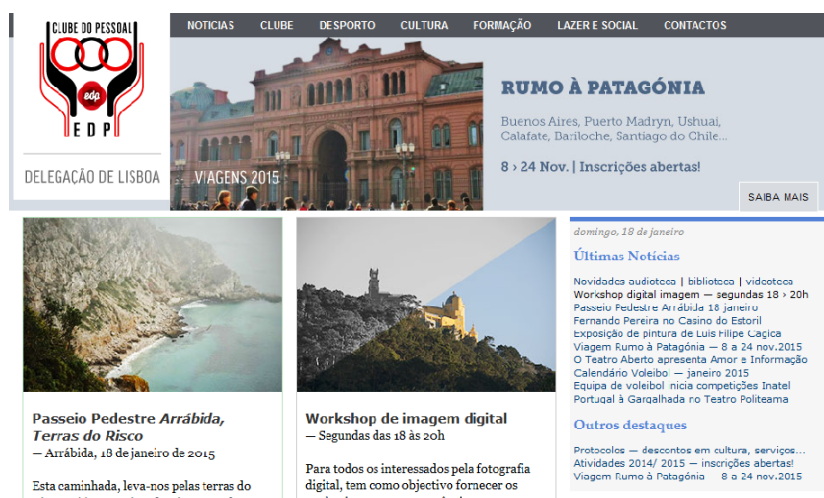 CLUBE DO PESSOAL
edp
EDP
DELEGAÇÃO DE LISBOA
NOTICIAS CLUBE DESPORTO CULTURA FORMAÇÃO LAZER E SOCIAL CONTACTOS
VIAGENS 2015
RUMO À PATAGÓNIA
Buenos Aires, Puerto Madryn, Ushuai,
Calafate, Bariloche, Santiago do Chile...
8 › 24 Nov. | Inscrições abertas!
SAIBA MAIS
Passeio Pedestre Arrábida,
Terras do Risco
— Arrábida, 18 de janeiro de 2015
Esta caminhada, leva-nos pelas terras do
Workshop de imagem digital
— Segundas das 18 às 20h
Para todos os interessados pela fotografia
digital, tem como objectivo fornecer os
domingo, 18 de janeiro
Últimas Notícias
Novidades audioteca | biblioteca | videoteca
Workshop digital imagem — segundas 18 › 20h
Passeio Pedestre Arrábida 18 janeiro
Fernando Pereira no Casino do Estoril
Exposição de pintura de Luis Filipe Caçica
Viagem Rumo à Patagónia — 8 a 24 nov.2015
O Teatro Aberto apresenta Amor e Informação
Calendário Voleibol — janeiro 2015
Equipa de voleibol inicia competições Inatel
Portugal à Gargalhada no Teatro Politeama
Outros destaques
Protocolos — descontos em cultura, serviços...
Atividades 2014/ 2015 — inscrições abertas!
Viagem Rumo à Patagónia — 8 a 24 nov.2015